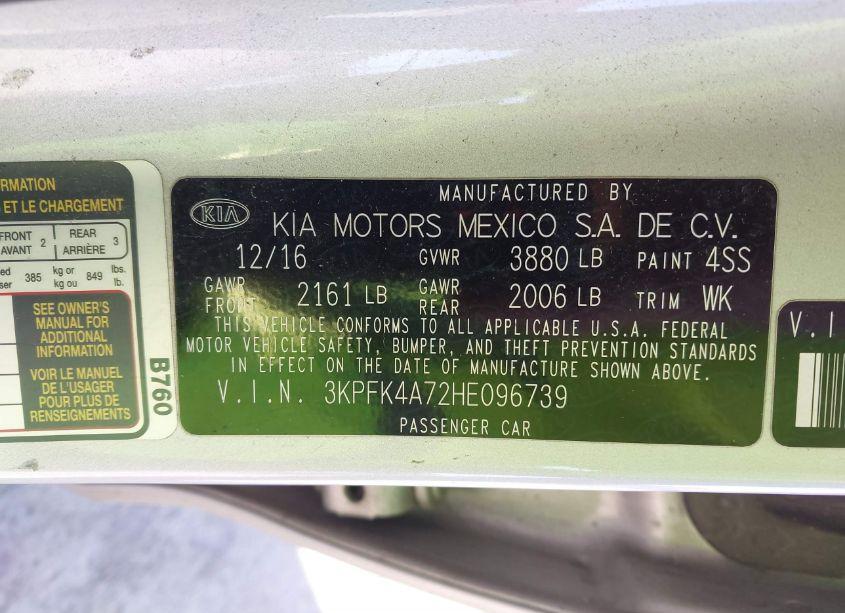 RMATION
ET LE CHARGEMENT
FRONT 2 REAR 3
AVANT ARRIÈRE
385 kg or 849 lbs.
kg ou lb.
SEE OWNER'S
MANUAL FOR
ADDITIONAL
INFORMATION
VOIR LE MANUEL
DE L'USAGER
POUR PLUS DE
RENSEIGNEMENTS
B760
MANUFACTURED BY
KIA KIA MOTORS MEXICO S.A. DE C.V.
12/16 GVWR 3880 LB PAINT 4SS
GAWR FRONT 2161 LB GAWR REAR 2006 LB TRIM WK
THIS VEHICLE CONFORMS TO ALL APPLICABLE U.S.A. FEDERAL
MOTOR VEHICLE SAFETY, BUMPER, AND THEFT PREVENTION STANDARDS
IN EFFECT ON THE DATE OF MANUFACTURE SHOWN ABOVE.
V.I.N. 3KPFK4A72HE096739
PASSENGER CAR
V.I